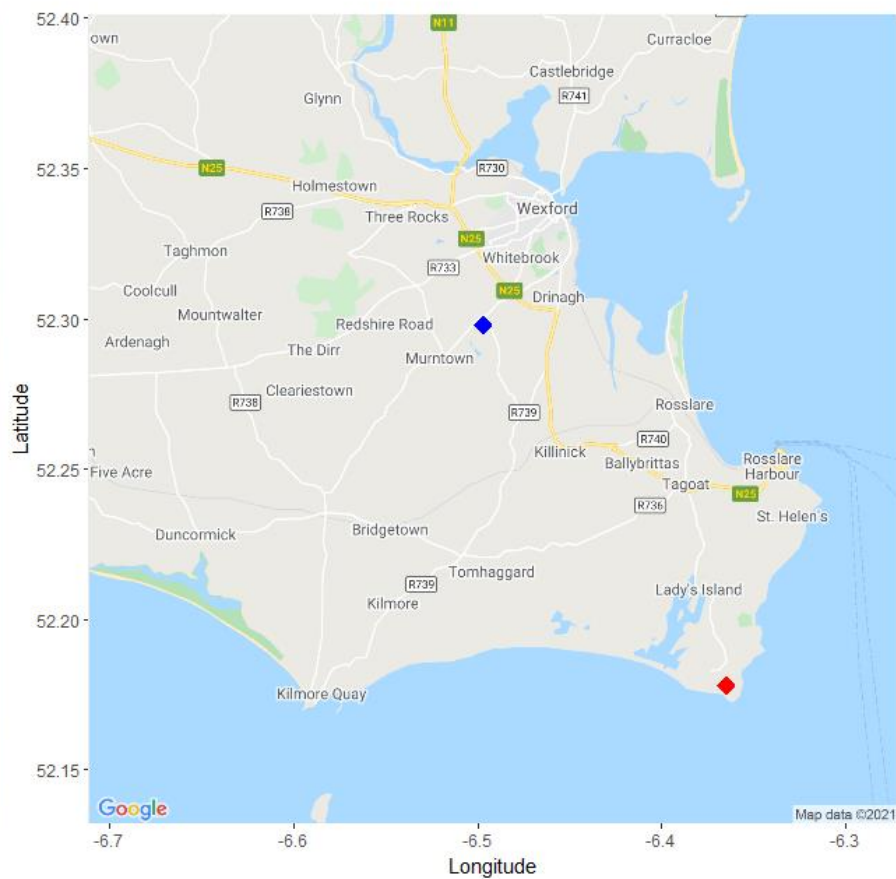 52.40
N11
own
Curracloe
Castlebridge
R741
Glynn
52.35
N25
R730
Holmestown
R738
Three Rocks
Wexford
Taghmon
N25
R733
Whitebrook
Coolcull
N25
Drinagh
Mountwalter
52.30
Redshire Road
Ardenagh
The Dirr
Murntown
Cleariestown
R738
R739
Rosslare
Latitude
R740
Killinick
52.25
Five Acre
Ballybrittas
Rosslare
Harbour
Tagoat
N25
R736
St. Helen's
Duncormick
Bridgetown
Tomhaggard
R739
Lady's Island
Kilmore
52.20
Kilmore Quay
52.15
Google
Map data ©2021
-6.7
-6.6
-6.5
-6.4
-6.3
Longitude